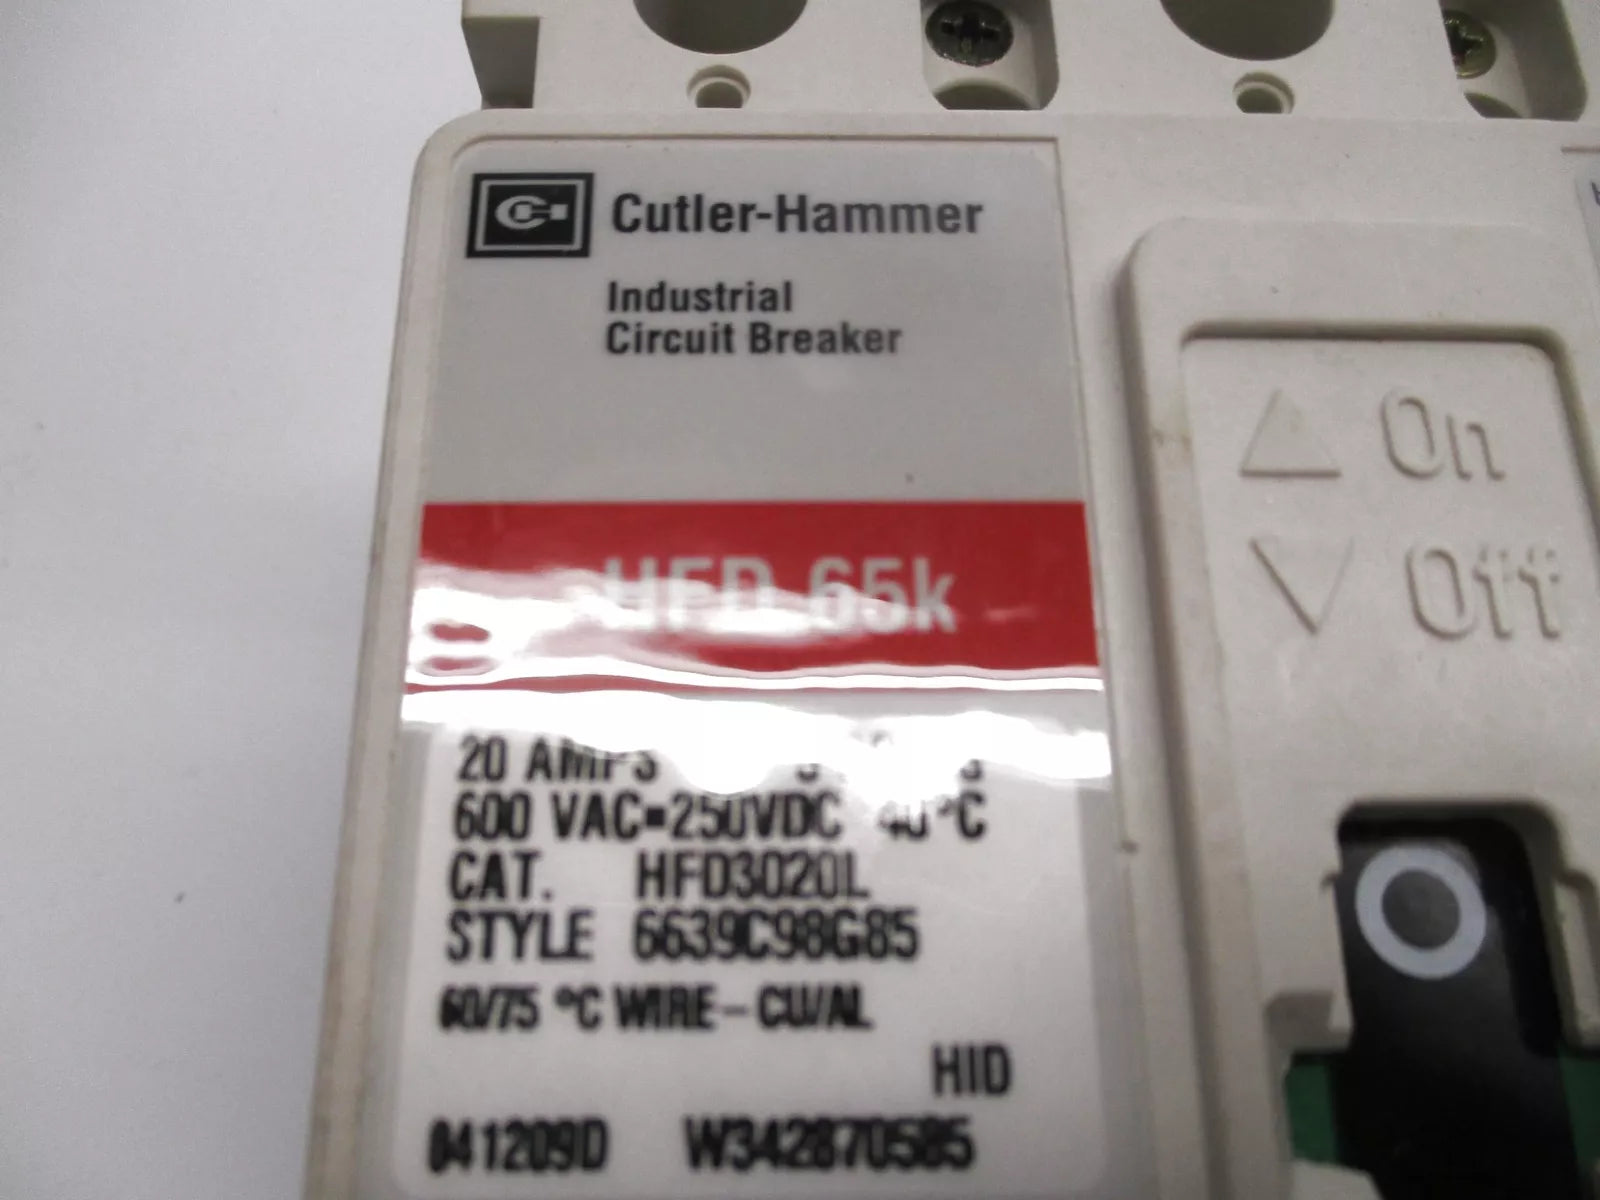 Cutler-Hammer
Industrial
Circuit Breaker
HFD 65k
20 AMPS
600 VAC=250VDC 40°C
CAT. HFD3020L
STYLE 6639C98G85
60/75 °C WIRE-CU/AL
HID
041209D W342870585
On
Off